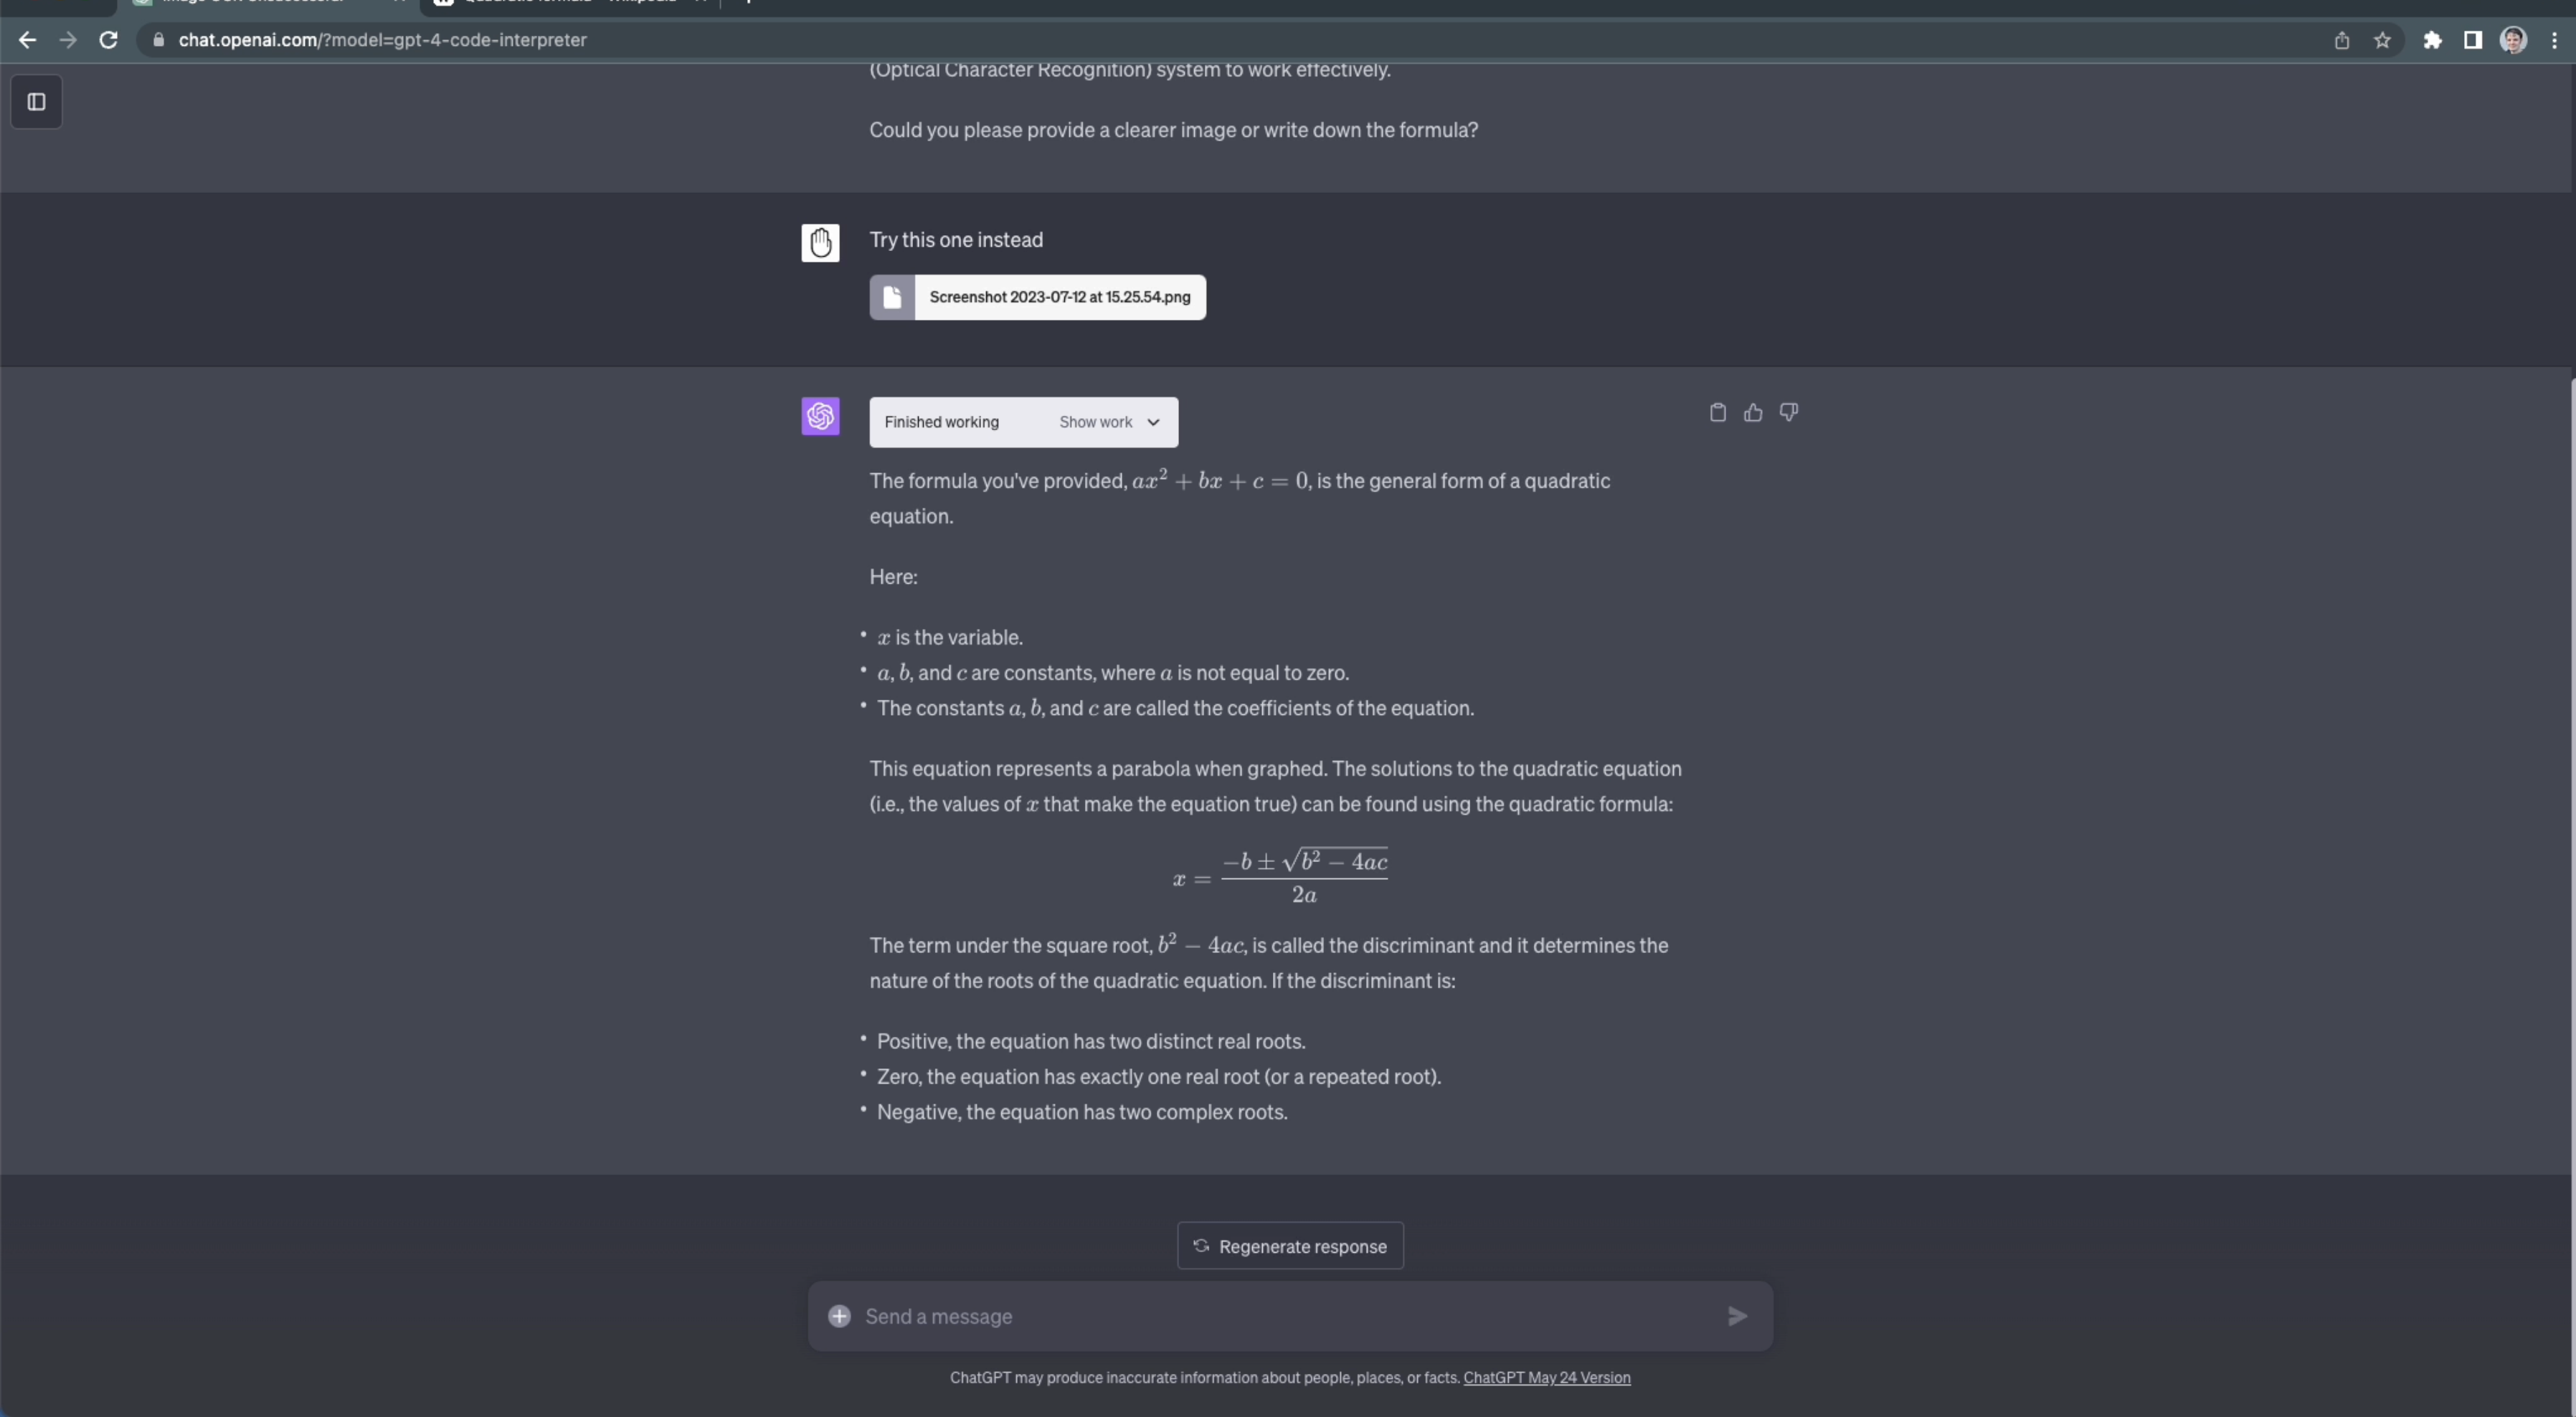 Quadratic formula - Wikipedia
chat.openai.com/?model=gpt-4-code-interpreter
(Optical Character Recognition) system to work effectively.
Could you please provide a clearer image or write down the formula?
Try this one instead
Screenshot 2023-07-12 at 15.25.54.png
Finished working Show work
The formula you've provided, ax² + bx + c = 0, is the general form of a quadratic
equation.
Here:
• x is the variable.
• a, b, and c are constants, where a is not equal to zero.
• The constants a, b, and c are called the coefficients of the equation.
This equation represents a parabola when graphed. The solutions to the quadratic equation
(i.e., the values of x that make the equation true) can be found using the quadratic formula:
x = (−b ± √(b² − 4ac)) / 2a
The term under the square root, b² − 4ac, is called the discriminant and it determines the
nature of the roots of the quadratic equation. If the discriminant is:
• Positive, the equation has two distinct real roots.
• Zero, the equation has exactly one real root (or a repeated root).
• Negative, the equation has two complex roots.
Regenerate response
Send a message
ChatGPT may produce inaccurate information about people, places, or facts. ChatGPT May 24 Version